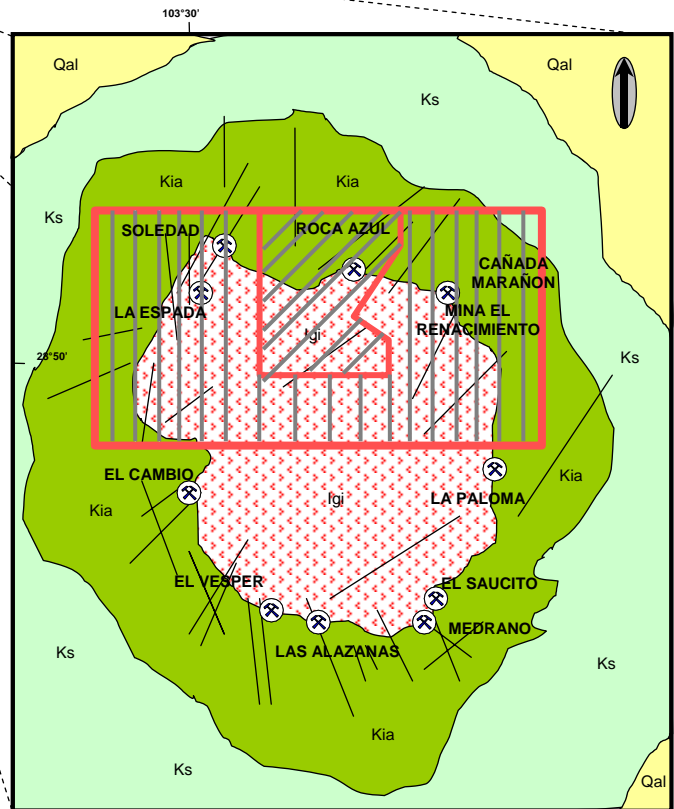 103°30'
Qal
Qal
Ks
Kia
Kia
Ks
SOLEDAD
ROCA AZUL
CAÑADA
MARAÑON
LA ESPADA
MINA EL
RENACIMIENTO
Igi
25°50'
Ks
EL CAMBIO
Kia
LA PALOMA
Igi
Kia
EL VESPER
EL SAUCITO
MEDRANO
LAS ALAZANAS
Ks
Ks
Kia
Ks
Qal